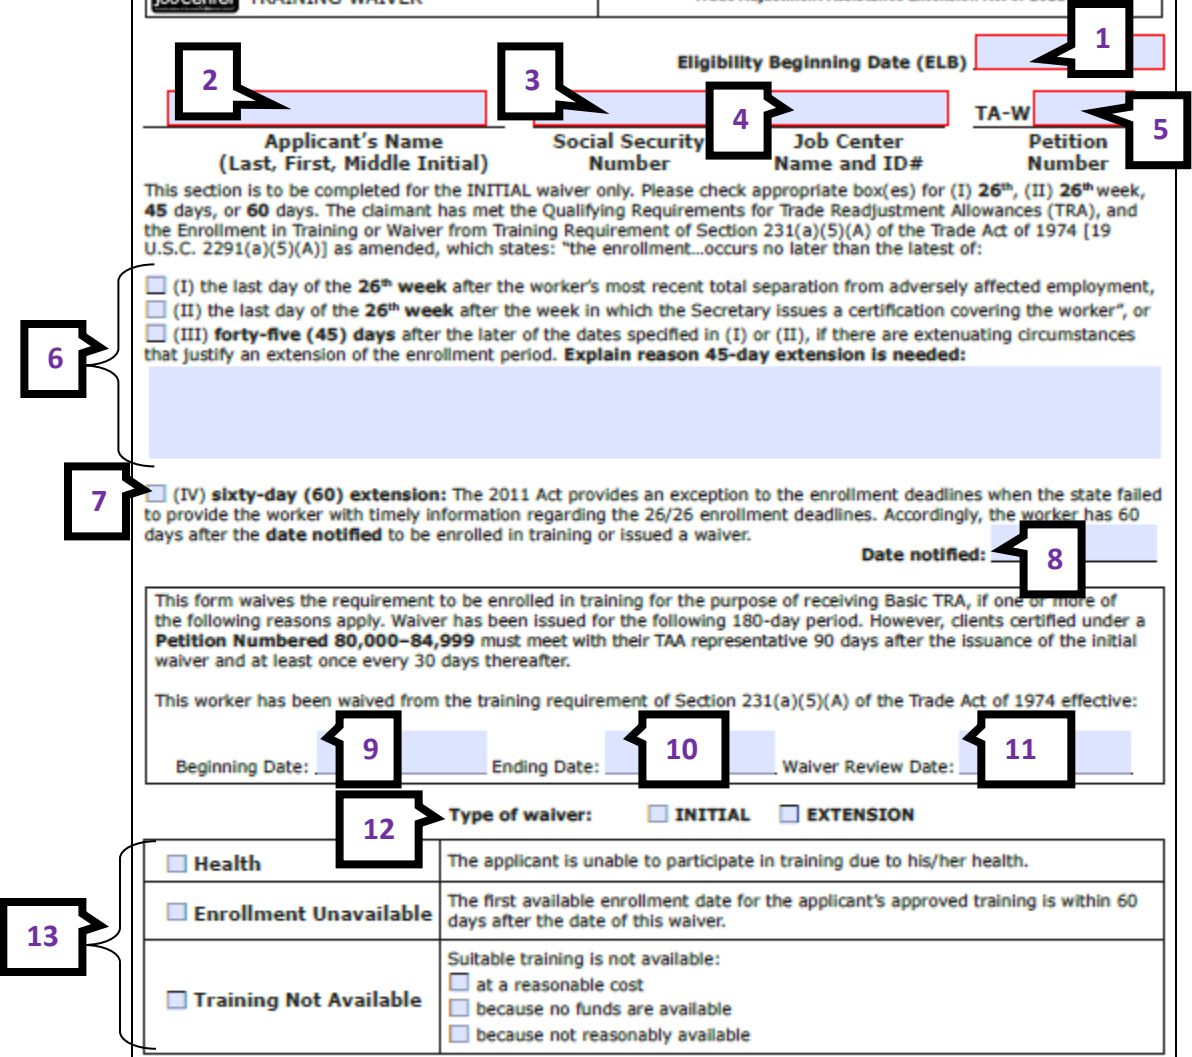 JobCenter TRAINING WAIVER
1
Eligibility Beginning Date (ELB)
2
3
4
5
TA-W
Applicant's Name
(Last, First, Middle Initial)
Social Security
Number
Job Center
Name and ID#
Petition
Number
This section is to be completed for the INITIAL waiver only. Please check appropriate box(es) for (I) 26th, (II) 26th week,
45 days, or 60 days. The claimant has met the Qualifying Requirements for Trade Readjustment Allowances (TRA), and
the Enrollment in Training or Waiver from Training Requirement of Section 231(a)(5)(A) of the Trade Act of 1974 [19
U.S.C. 2291(a)(5)(A)] as amended, which states: "the enrollment...occurs no later than the latest of:
(I) the last day of the 26th week after the worker's most recent total separation from adversely affected employment,
(II) the last day of the 26th week after the week in which the Secretary issues a certification covering the worker", or
(III) forty-five (45) days after the later of the dates specified in (I) or (II), if there are extenuating circumstances
that justify an extension of the enrollment period. Explain reason 45-day extension is needed:
6
7
(IV) sixty-day (60) extension: The 2011 Act provides an exception to the enrollment deadlines when the state failed
to provide the worker with timely information regarding the 26/26 enrollment deadlines. Accordingly, the worker has 60
days after the date notified to be enrolled in training or issued a waiver.
Date notified:
8
This form waives the requirement to be enrolled in training for the purpose of receiving Basic TRA, if one or more of
the following reasons apply. Waiver has been issued for the following 180-day period. However, clients certified under a
Petition Numbered 80,000–84,999 must meet with their TAA representative 90 days after the issuance of the initial
waiver and at least once every 30 days thereafter.
This worker has been waived from the training requirement of Section 231(a)(5)(A) of the Trade Act of 1974 effective:
9
10
11
Beginning Date: Ending Date: Waiver Review Date:
12
Type of waiver: INITIAL EXTENSION
13
Health
The applicant is unable to participate in training due to his/her health.
Enrollment Unavailable
The first available enrollment date for the applicant's approved training is within 60
days after the date of this waiver.
Training Not Available
Suitable training is not available:
at a reasonable cost
because no funds are available
because not reasonably available